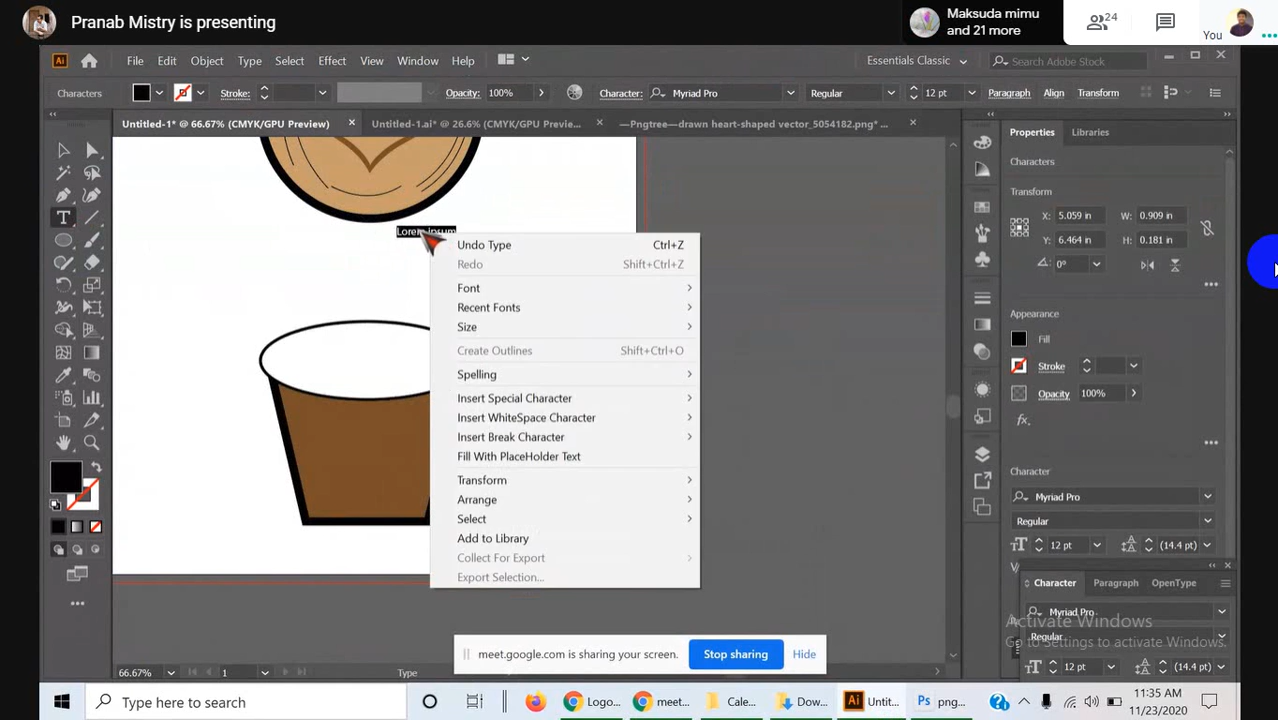 Pranab Mistry is presenting
Maksuda mimu
and 21 more
24
You
Ai
File Edit Object Type Select Effect View Window Help
Essentials Classic
Search Adobe Stock
Characters
Stroke:
Opacity: 100%
Character: Myriad Pro
Regular
12 pt
Paragraph
Align
Transform
Untitled-1* @ 66.67% (CMYK/GPU Preview)
Untitled-1.ai* @ 26.6% (CMYK/GPU Previe...
—Pngtree—drawn heart-shaped vector_5054182.png* ...
Properties
Libraries
Characters
Transform
X: 5.059 in
W: 0.909 in
Y: 6.464 in
H: 0.181 in
0°
Appearance
Fill
Stroke
Opacity 100%
fx.
Character
Myriad Pro
Regular
12 pt
(14.4 pt)
Character
Paragraph
OpenType
Myriad Pro
Regular
12 pt
(14.4 pt)
Activate Windows
Go to Settings to activate Windows.
Lorem ipsum
Undo Type Ctrl+Z
Redo Shift+Ctrl+Z
Font
Recent Fonts
Size
Create Outlines Shift+Ctrl+O
Spelling
Insert Special Character
Insert WhiteSpace Character
Insert Break Character
Fill With PlaceHolder Text
Transform
Arrange
Select
Add to Library
Collect For Export
Export Selection...
meet.google.com is sharing your screen.
Stop sharing
Hide
66.67%
1
Type
Type here to search
Logo...
meet...
Cale...
Dow...
Ai
Untit...
Ps
png...
11:35 AM
11/23/2020